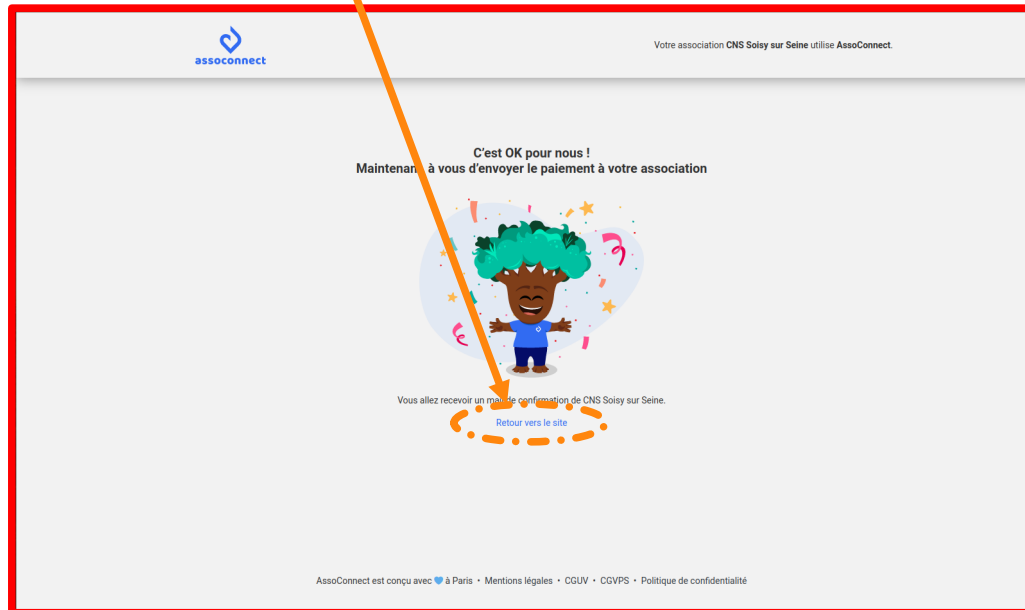 assoconnect
Votre association CNS Soisy sur Seine utilise AssoConnect.
C'est OK pour nous !
Maintenant à vous d'envoyer le paiement à votre association
Vous allez recevoir un mail de confirmation de CNS Soisy sur Seine.
Retour vers le site
AssoConnect est conçu avec 💙 à Paris • Mentions légales • CGUV • CGVPS • Politique de confidentialité